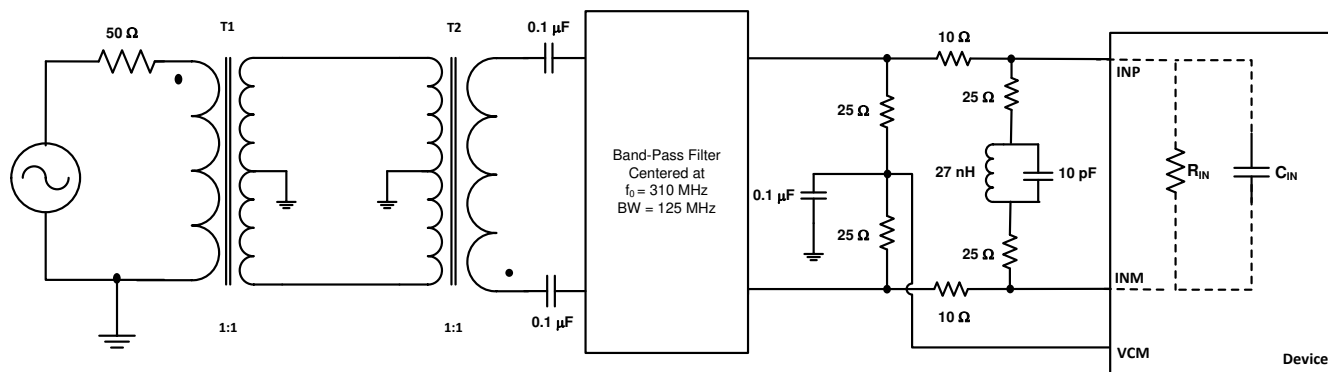 50 Ω
T1
T2
0.1 µF
0.1 µF
1:1
1:1
Band-Pass Filter
Centered at
f₀ = 310 MHz
BW = 125 MHz
25 Ω
0.1 µF
25 Ω
10 Ω
25 Ω
27 nH
10 pF
25 Ω
10 Ω
INP
INM
VCM
R_IN
C_IN
Device